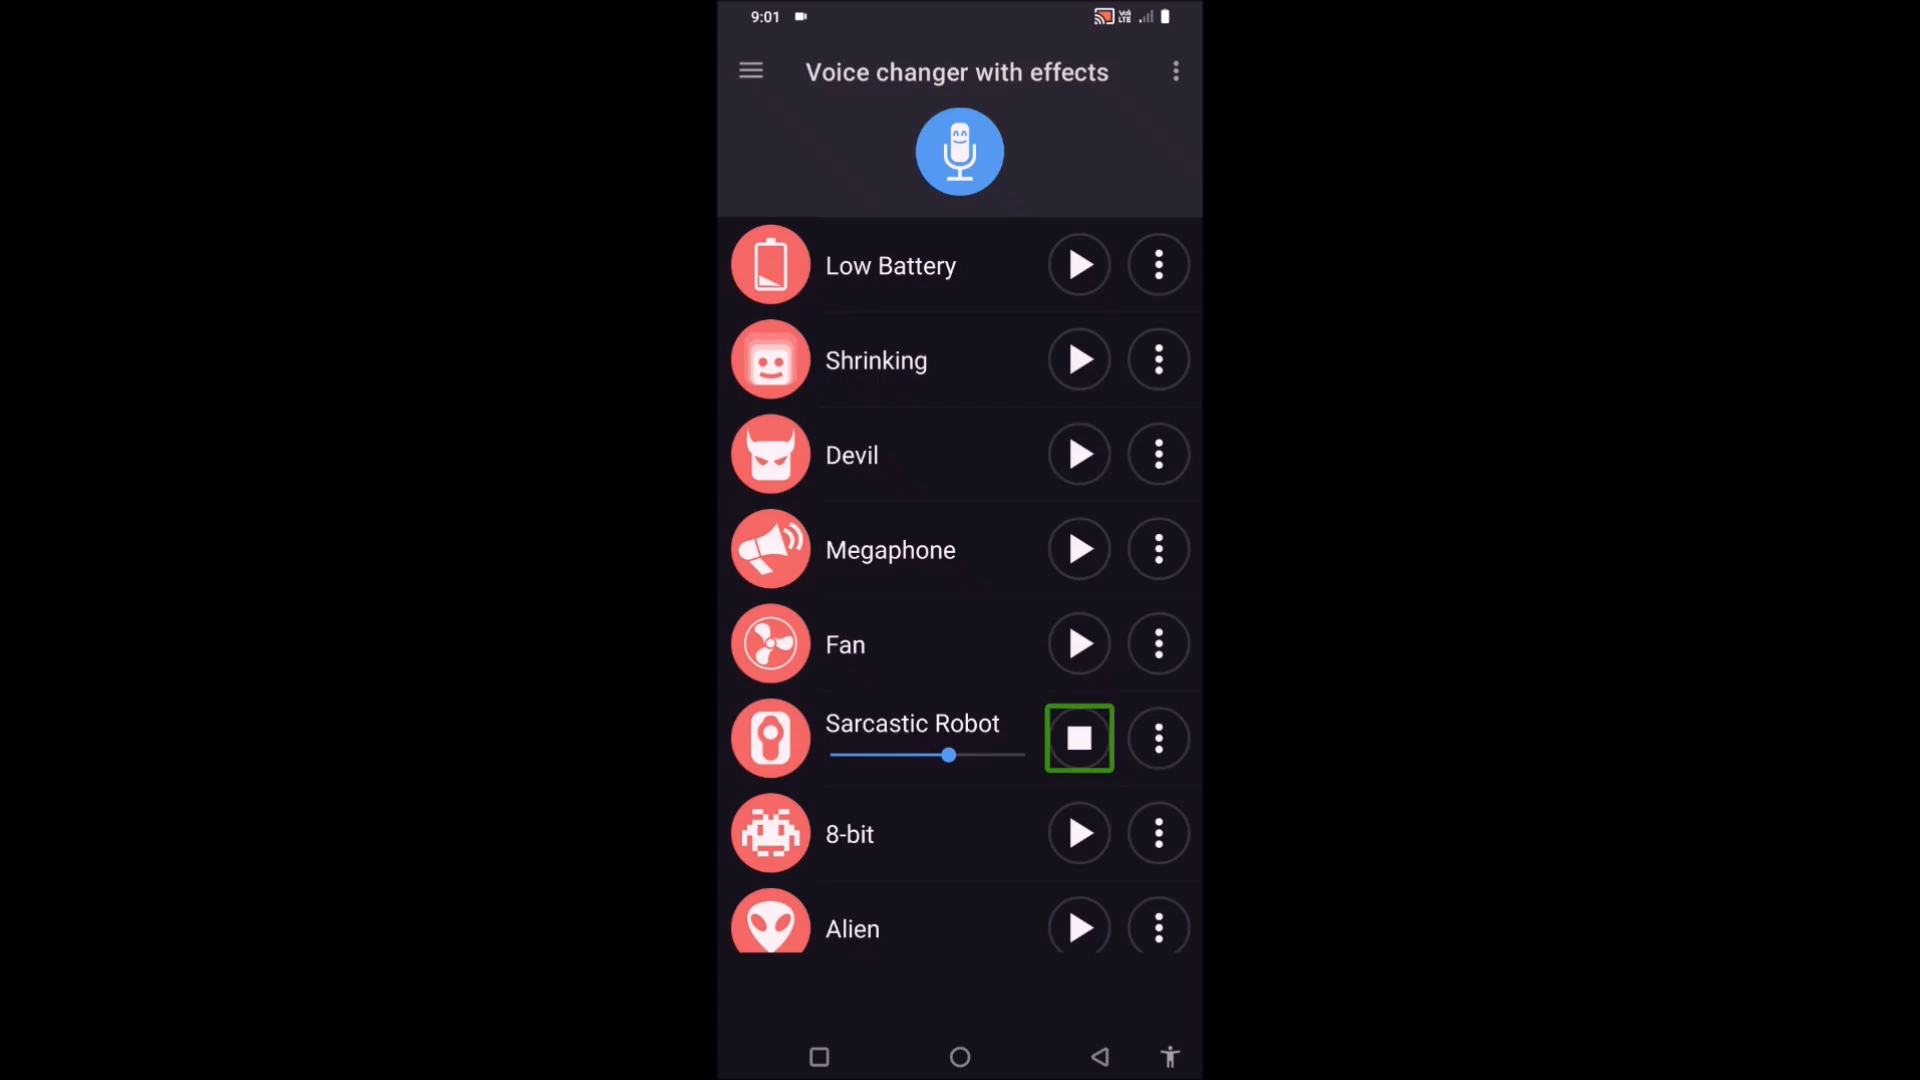 9:01
Voice changer with effects
Low Battery
Shrinking
Devil
Megaphone
Fan
Sarcastic Robot
8-bit
Alien